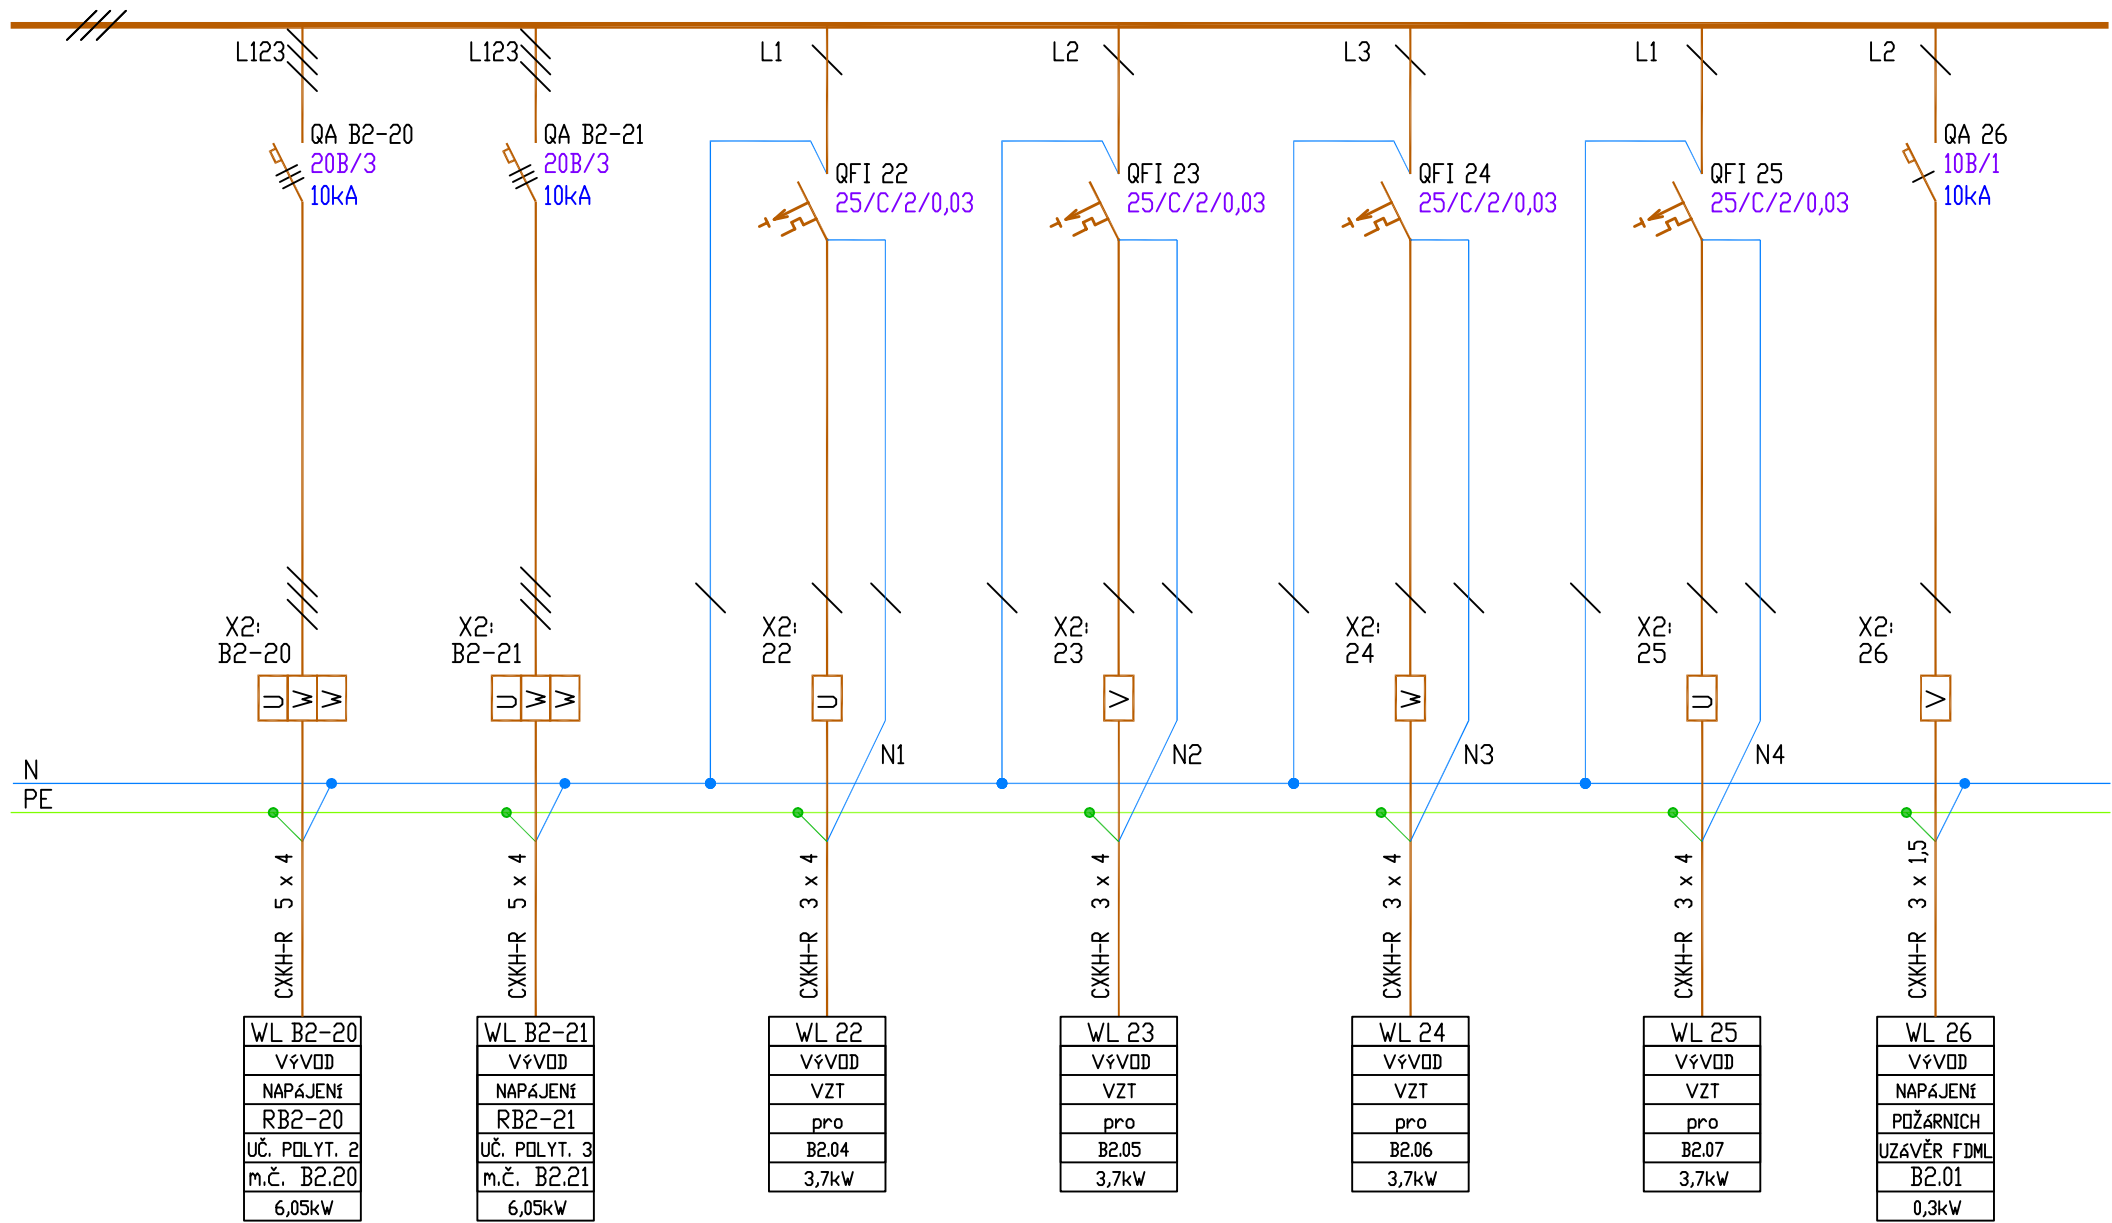 L123
L123
L1
L2
L3
L1
L2
QA B2-20
20B/3
10kA
QA B2-21
20B/3
10kA
QFI 22
25/C/2/0,03
QFI 23
25/C/2/0,03
QFI 24
25/C/2/0,03
QFI 25
25/C/2/0,03
QA 26
10B/1
10kA
X2:
B2-20
X2:
B2-21
X2:
22
X2:
23
X2:
24
X2:
25
X2:
26
U W W
U W W
U
V
W
U
V
N1
N2
N3
N4
N
PE
CXKH-R 5 x 4
CXKH-R 5 x 4
CXKH-R 3 x 4
CXKH-R 3 x 4
CXKH-R 3 x 4
CXKH-R 3 x 4
CXKH-R 3 x 1,5
WL B2-20
VÝVOD
NAPÁJENÍ
RB2-20
UČ. POLYT. 2
m.č. B2.20
6,05kW
WL B2-21
VÝVOD
NAPÁJENÍ
RB2-21
UČ. POLYT. 3
m.č. B2.21
6,05kW
WL 22
VÝVOD
VZT
pro
B2.04
3,7kW
WL 23
VÝVOD
VZT
pro
B2.05
3,7kW
WL 24
VÝVOD
VZT
pro
B2.06
3,7kW
WL 25
VÝVOD
VZT
pro
B2.07
3,7kW
WL 26
VÝVOD
NAPÁJENÍ
POŽÁRNICH
UZÁVĚR FDML
B2.01
0,3kW